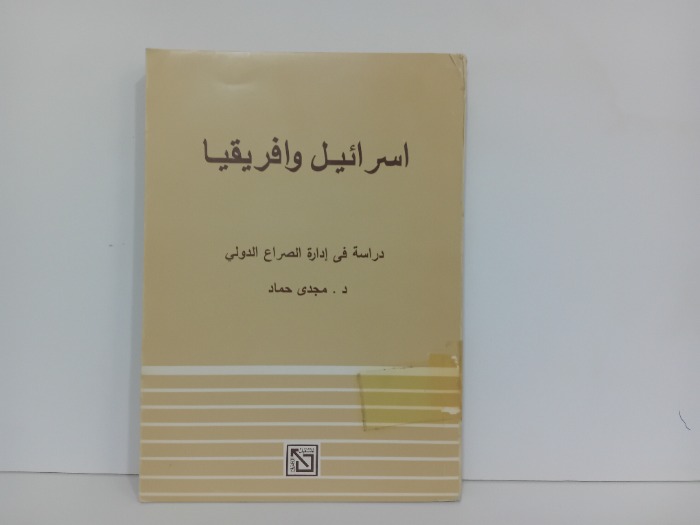 اسرائيل وافريقيا
دراسة فى إدارة الصراع الدولي
د . مجدى حماد